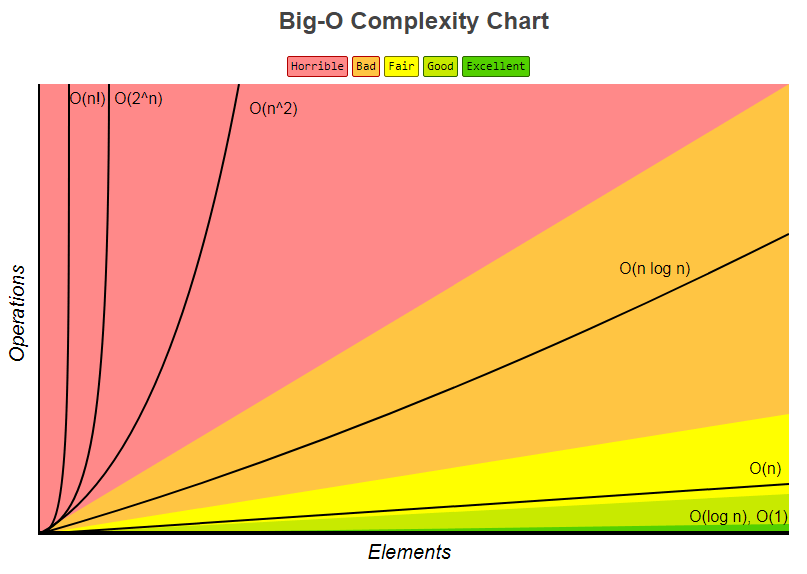 Big-O Complexity Chart
Horrible Bad Fair Good Excellent
O(n!) O(2^n) O(n^2)
O(n log n)
O(n)
O(log n), O(1)
Operations
Elements